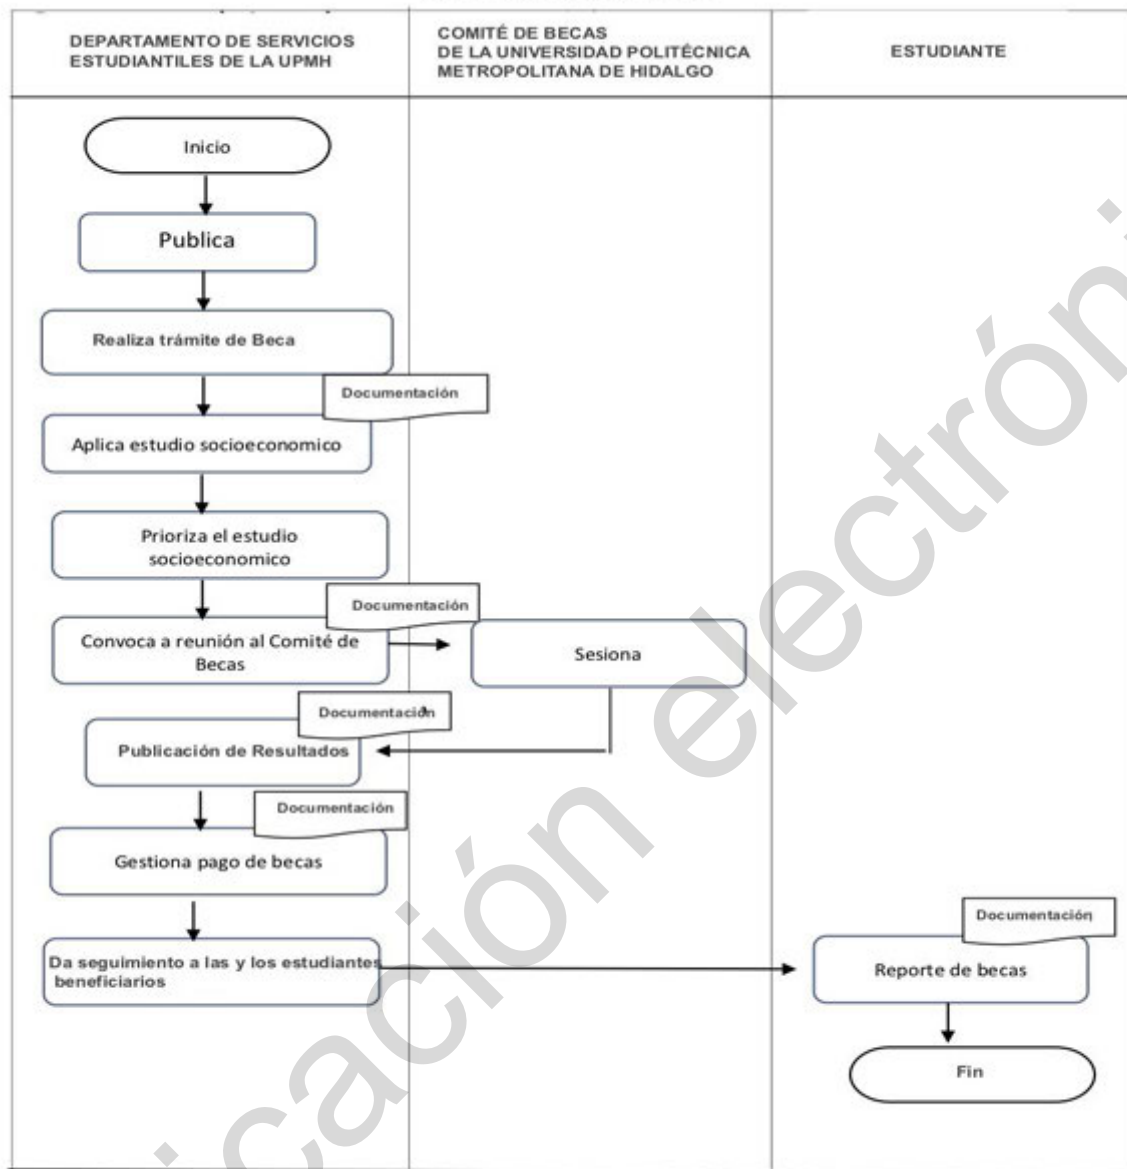 DEPARTAMENTO DE SERVICIOS
ESTUDIANTILES DE LA UPMH
COMITÉ DE BECAS
DE LA UNIVERSIDAD POLITÉCNICA
METROPOLITANA DE HIDALGO
ESTUDIANTE
Inicio
Publica
Realiza trámite de Beca
Documentación
Aplica estudio socioeconomico
Prioriza el estudio
socioeconomico
Documentación
Convoca a reunión al Comité de
Becas
Sesiona
Documentación
Publicación de Resultados
Documentación
Gestiona pago de becas
Documentación
Da seguimiento a las y los estudiantes
beneficiarios
Reporte de becas
Fin
icación electróni